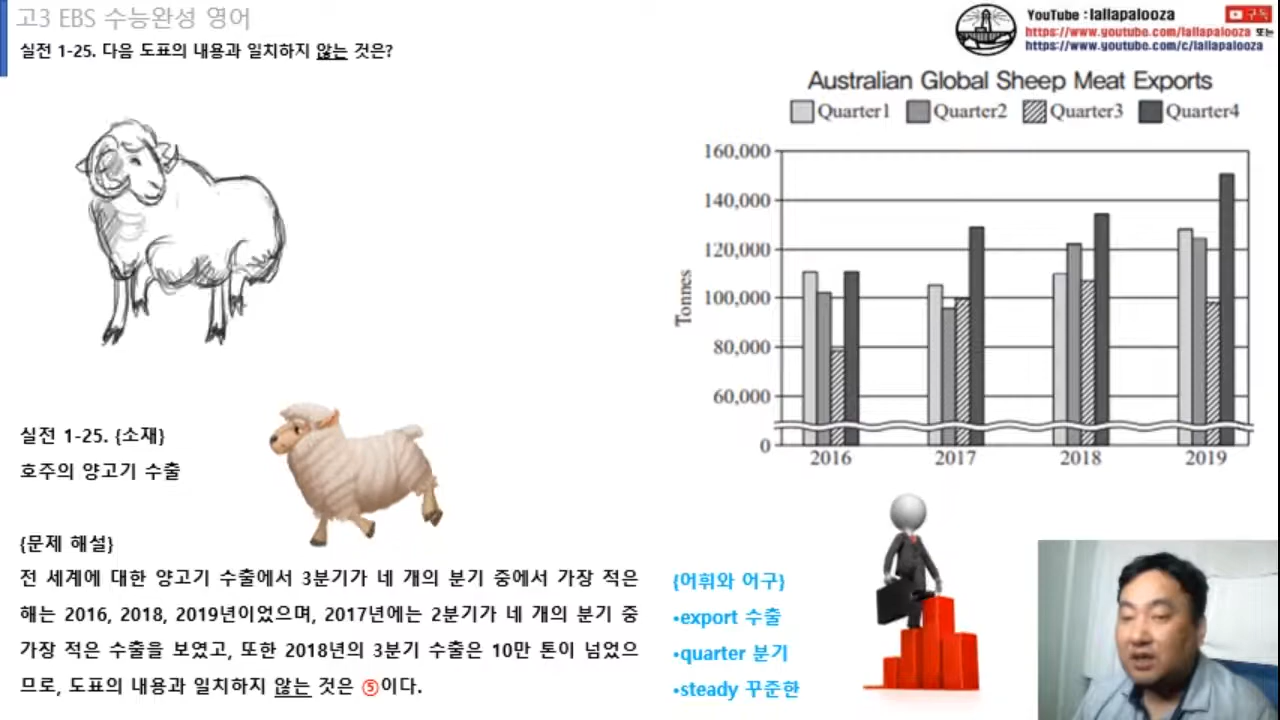 고3 EBS 수능완성 영어
실전 1-25. 다음 도표의 내용과 일치하지 않는 것은?
YouTube : lallapalooza
구독
https://www.youtube.com/lallapalooza 또는
https://www.youtube.com/c/lallapalooza
Australian Global Sheep Meat Exports
Quarter1 Quarter2 Quarter3 Quarter4
Tonnes
160,000
140,000
120,000
100,000
80,000
60,000
0
2016 2017 2018 2019
실전 1-25. {소재}
호주의 양고기 수출
{문제 해설}
전 세계에 대한 양고기 수출에서 3분기가 네 개의 분기 중에서 가장 적은
해는 2016, 2018, 2019년이었으며, 2017년에는 2분기가 네 개의 분기 중
가장 적은 수출을 보였고, 또한 2018년의 3분기 수출은 10만 톤이 넘었으
므로, 도표의 내용과 일치하지 않는 것은 ⑤이다.
{어휘와 어구}
•export 수출
•quarter 분기
•steady 꾸준한